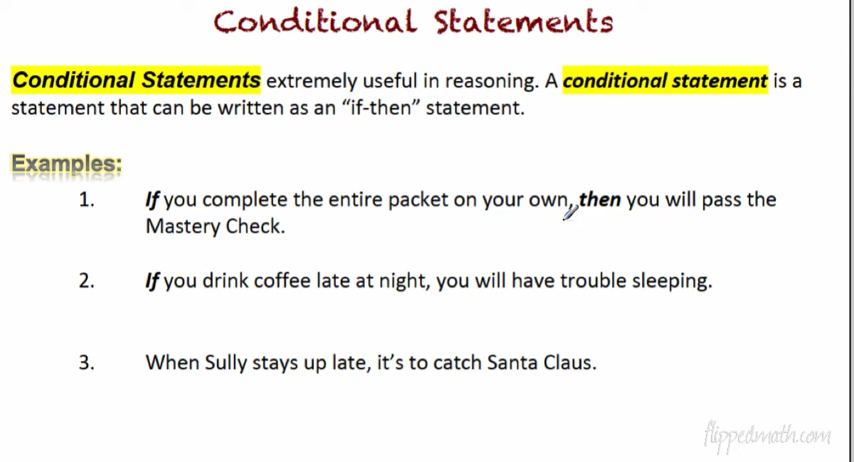 Conditional Statements
Conditional Statements extremely useful in reasoning. A conditional statement is a
statement that can be written as an “if-then” statement.
Examples:
1. If you complete the entire packet on your own, then you will pass the
Mastery Check.
2. If you drink coffee late at night, you will have trouble sleeping.
3. When Sully stays up late, it’s to catch Santa Claus.
flippedmath.com